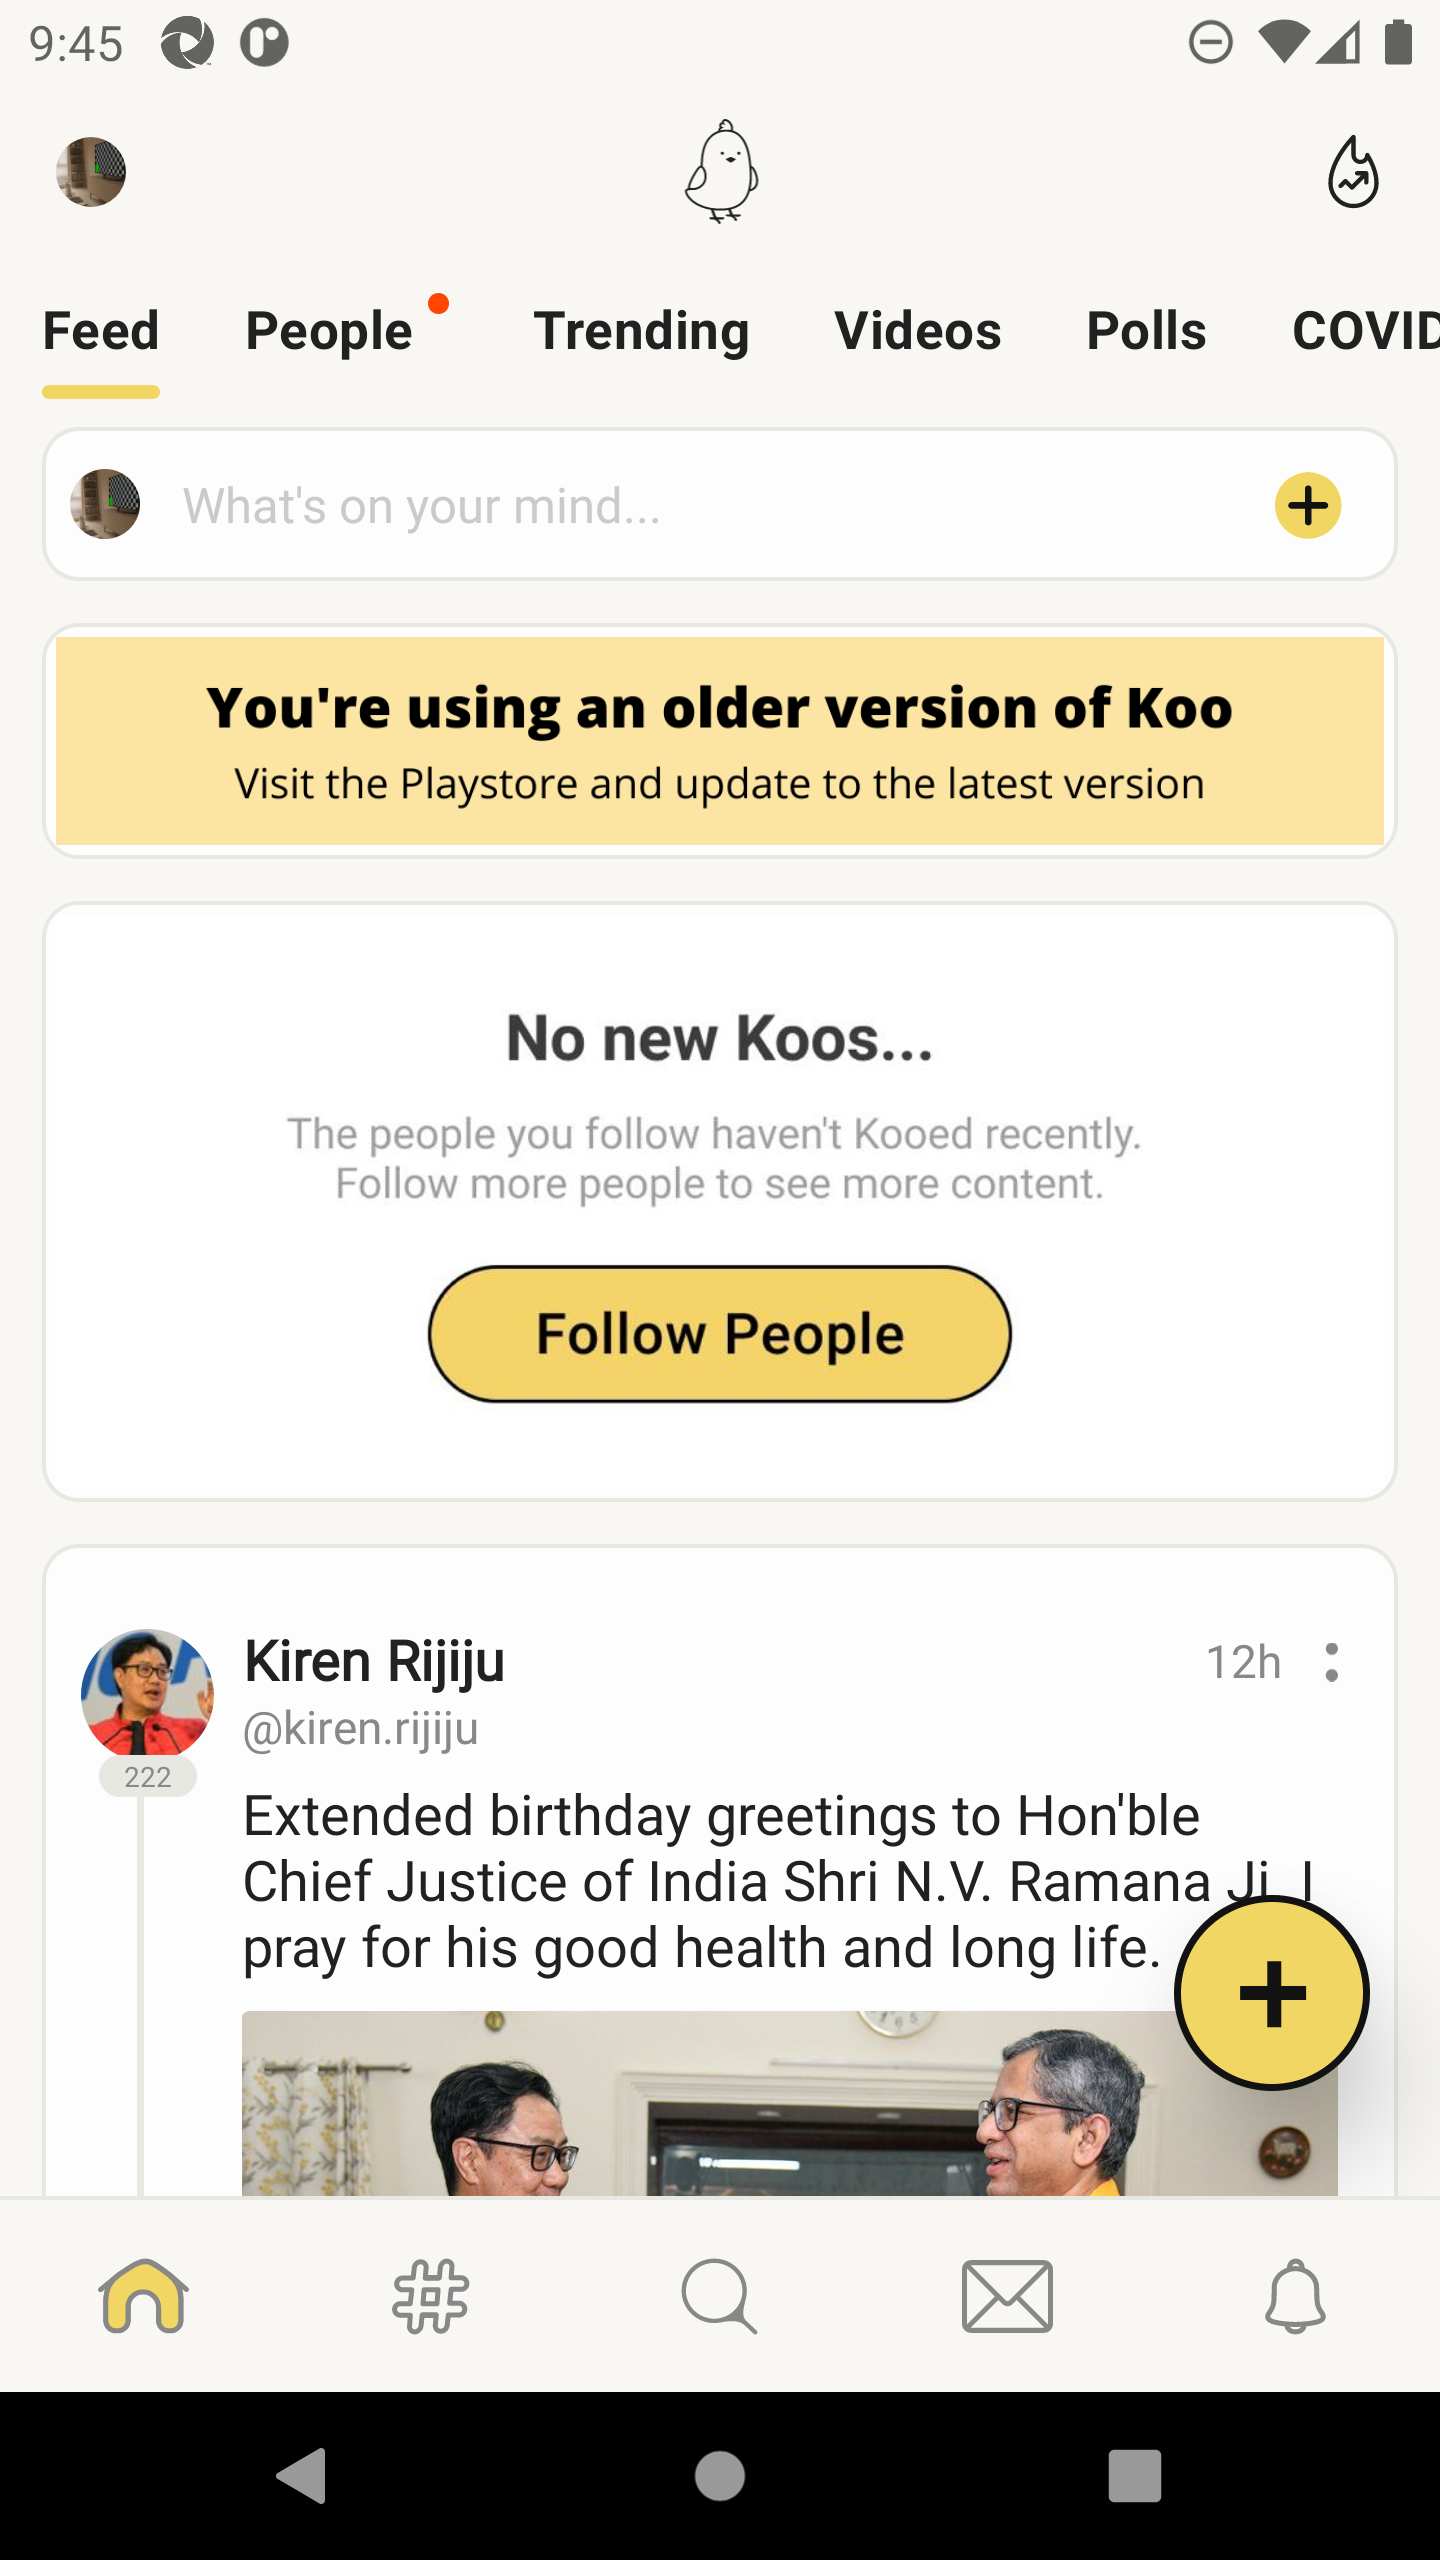 9:45
Feed People Trending Videos Polls COVID
What's on your mind...
You're using an older version of Koo
Visit the Playstore and update to the latest version
No new Koos...
The people you follow haven't Kooed recently.
Follow more people to see more content.
Follow People
Kiren Rijiju 12h
@kiren.rijiju
222
Extended birthday greetings to Hon'ble
Chief Justice of India Shri N.V. Ramana Ji I
pray for his good health and long life.